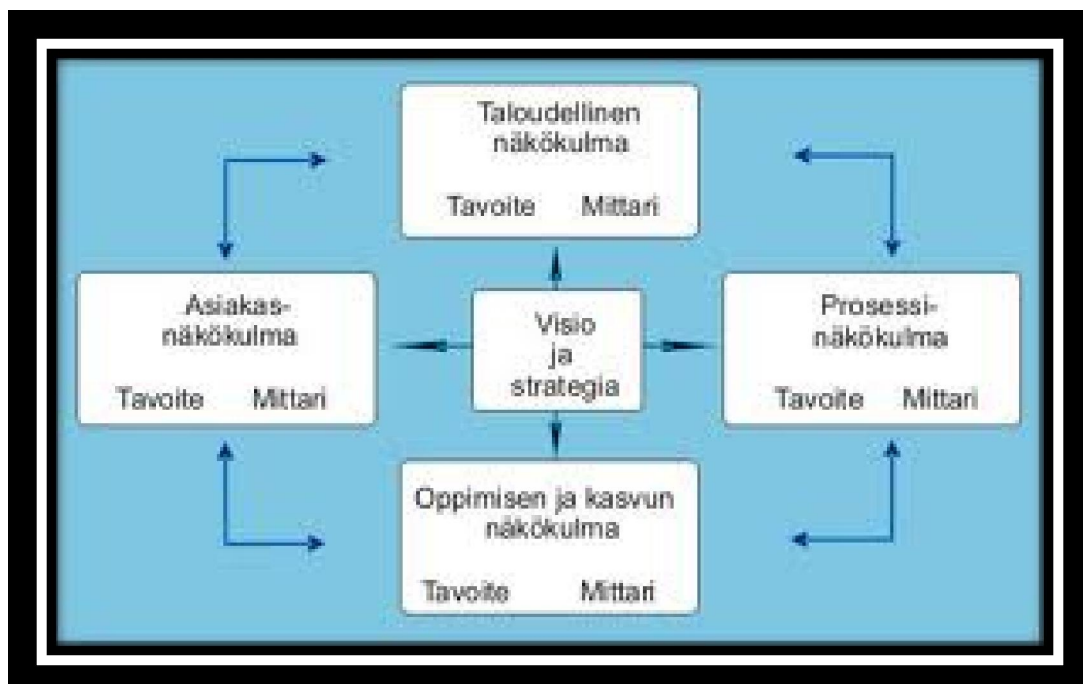 Taloudellinen
näkökulma
Tavoite Mittari
Asiakas-
näkökulma
Tavoite Mittari
Visio
ja
strategia
Prosessi-
näkökulma
Tavoite Mittari
Oppimisen ja kasvun
näkökulma
Tavoite Mittari